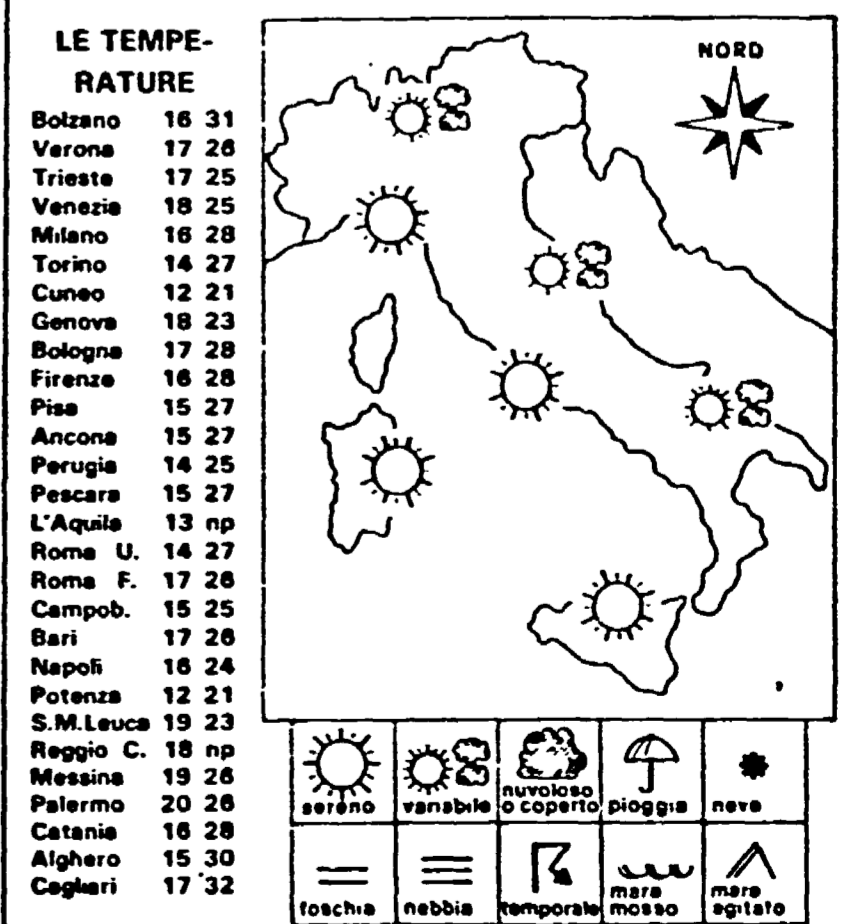 LE TEMPE-
RATURE
Bolzano 16 31
Verona 17 26
Trieste 17 25
Venezia 18 25
Milano 16 28
Torino 14 27
Cuneo 12 21
Genova 18 23
Bologna 17 28
Firenze 16 28
Pisa 15 27
Ancona 15 27
Perugia 14 25
Pescara 15 27
L'Aquila 13 np
Roma U. 14 27
Roma F. 17 26
Campob. 15 25
Bari 17 26
Napoli 16 24
Potenza 12 21
S.M.Leuca 19 23
Reggio C. 18 np
Messina 19 26
Palermo 20 26
Catania 16 28
Alghero 15 30
Cagliari 17 32
NORD
sereno
variabile
nuvoloso
o coperto
pioggia
neve
foschia
nebbia
temporale
mare
mosso
mare
agitato